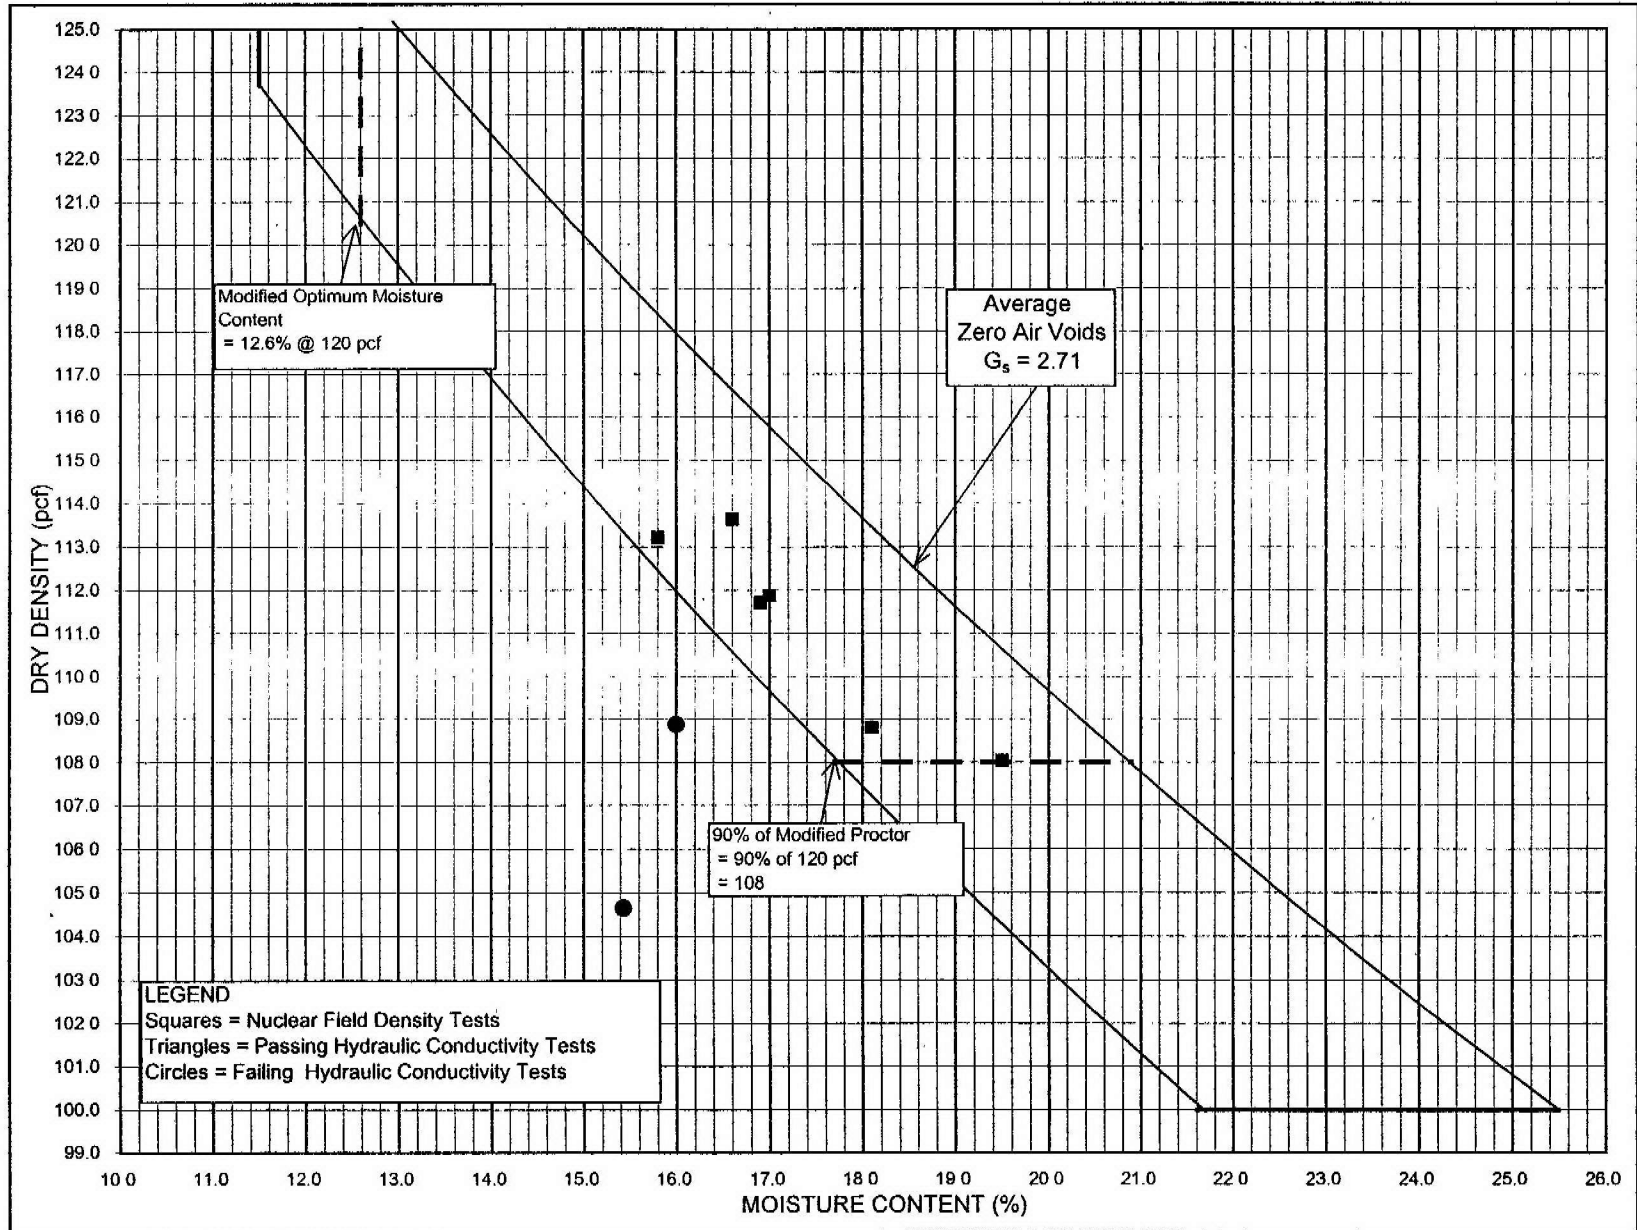 125.0
124 0
123 0
122.0
121.0
120 0
119 0
118.0
117.0
116.0
115 0
114 0
113.0
112.0
111.0
110 0
109.0
108.0
107.0
106 0
105.0
104.0
103 0
102 0
101.0
100.0
99.0
DRY DENSITY (pcf)
Modified Optimum Moisture
Content
= 12.6% @ 120 pcf
Average
Zero Air Voids
Gs = 2.71
90% of Modified Proctor
= 90% of 120 pcf
= 108
LEGEND
Squares = Nuclear Field Density Tests
Triangles = Passing Hydraulic Conductivity Tests
Circles = Failing Hydraulic Conductivity Tests
10 0 11.0 12.0 13.0 14.0 15.0 16.0 17.0 18 0 19 0 20 0 21.0 22 0 23.0 24.0 25.0 26.0
MOISTURE CONTENT (%)